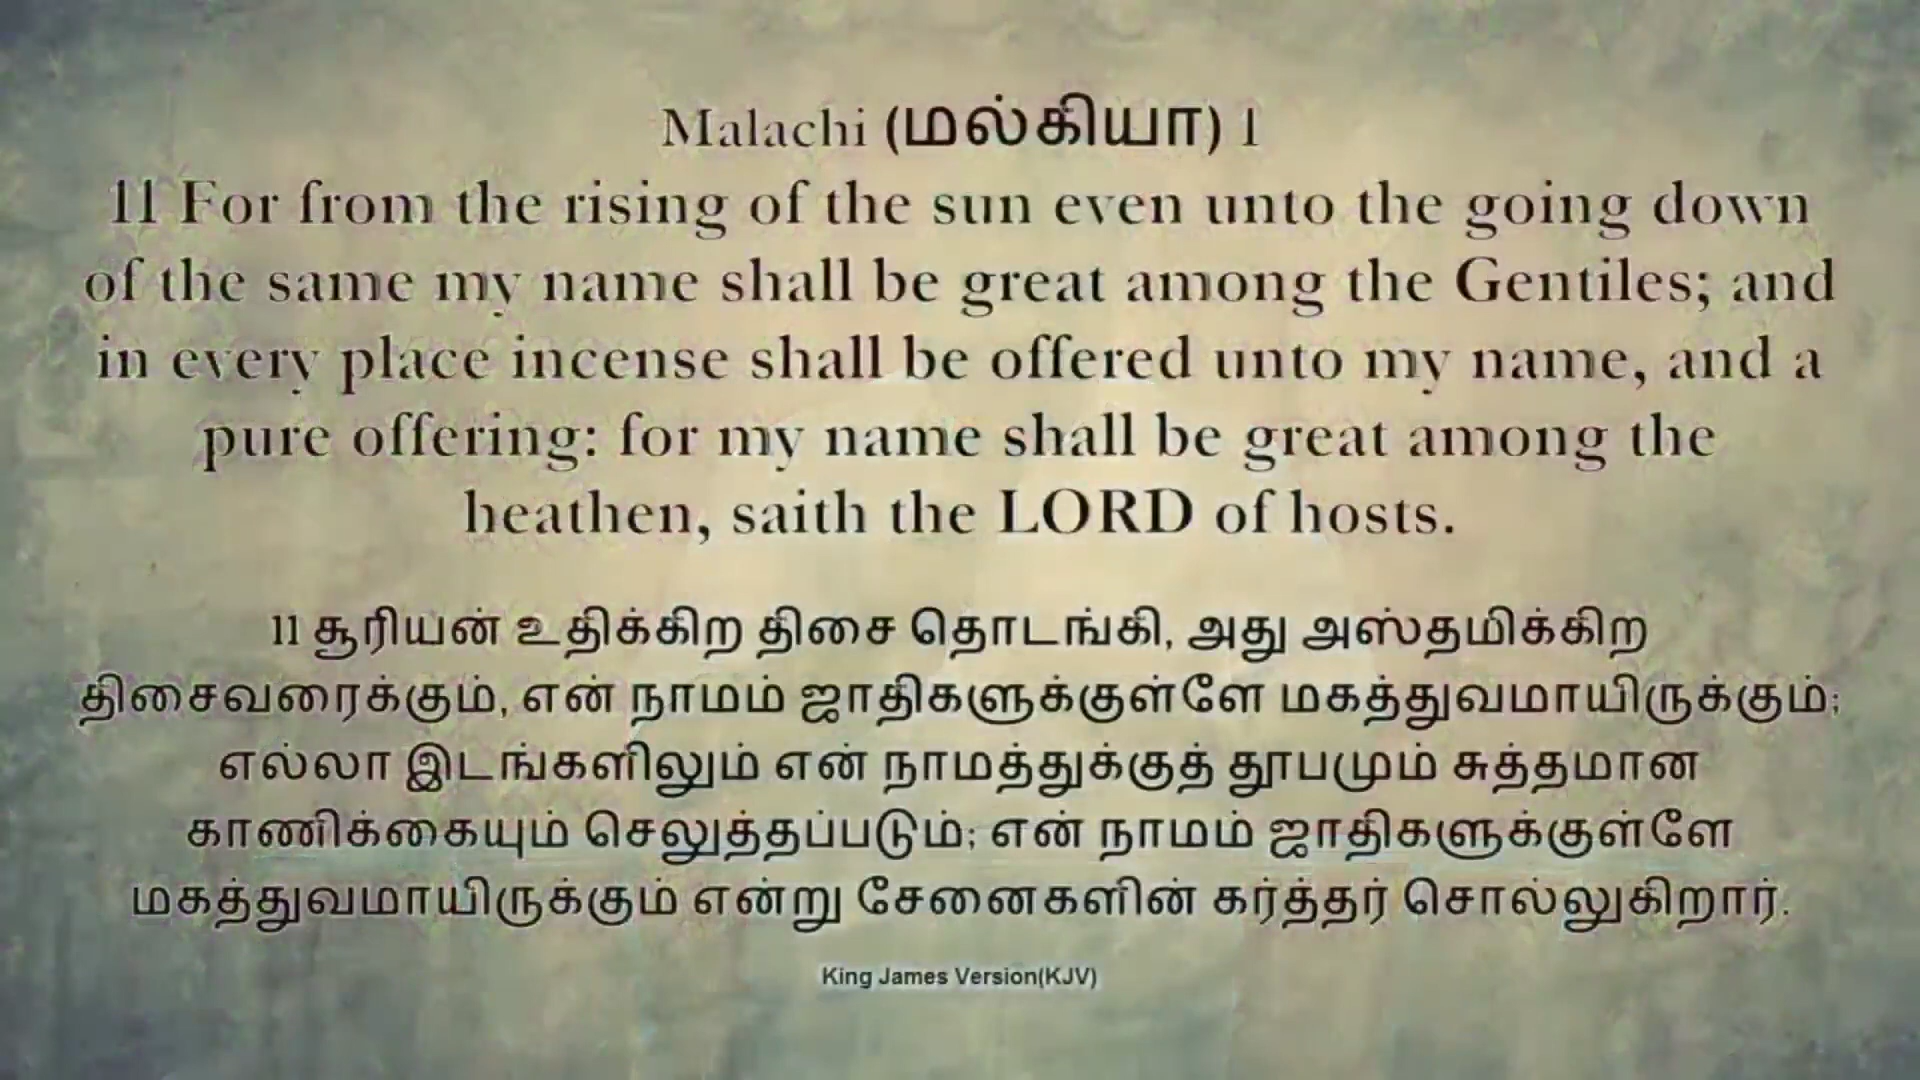 Malachi (மல்கியா) 1
11 For from the rising of the sun even unto the going down
of the same my name shall be great among the Gentiles; and
in every place incense shall be offered unto my name, and a
pure offering: for my name shall be great among the
heathen, saith the LORD of hosts.
11 சூரியன் உதிக்கிற திசை தொடங்கி, அது அஸ்தமிக்கிற
திசைவரைக்கும், என் நாமம் ஜாதிகளுக்குள்ளே மகத்துவமாயிருக்கும்;
எல்லா இடங்களிலும் என் நாமத்துக்குத் தூபமும் சுத்தமான
காணிக்கையும் செலுத்தப்படும்; என் நாமம் ஜாதிகளுக்குள்ளே
மகத்துவமாயிருக்கும் என்று சேனைகளின் கர்த்தர் சொல்லுகிறார்.
King James Version(KJV)